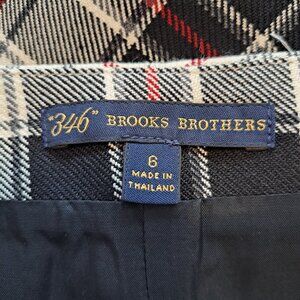 "346" BROOKS BROTHERS
6
MADE IN
THAILAND